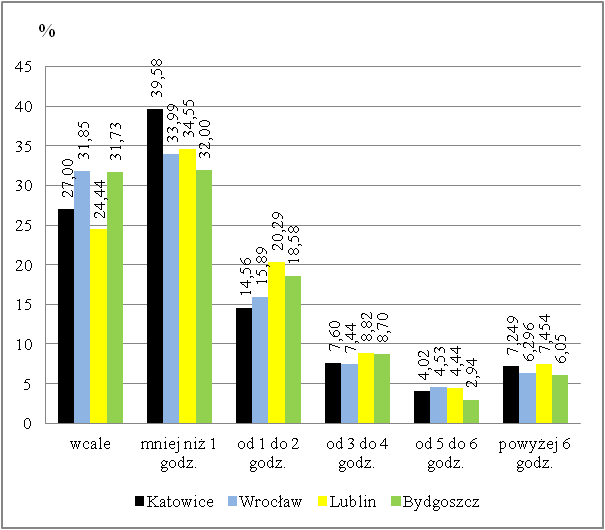 %
45
40
35
30
25
20
15
10
5
0
27,00
31,85
24,44
31,73
39,58
33,99
34,55
32,00
14,56
15,89
20,29
18,58
7,60
7,44
8,82
8,70
4,02
4,53
4,44
2,94
7,249
6,296
7,454
6,05
wcale
mniej niż 1
godz.
od 1 do 2
godz.
od 3 do 4
godz.
od 5 do 6
godz.
powyżej 6
godz.
Katowice Wrocław Lublin Bydgoszcz